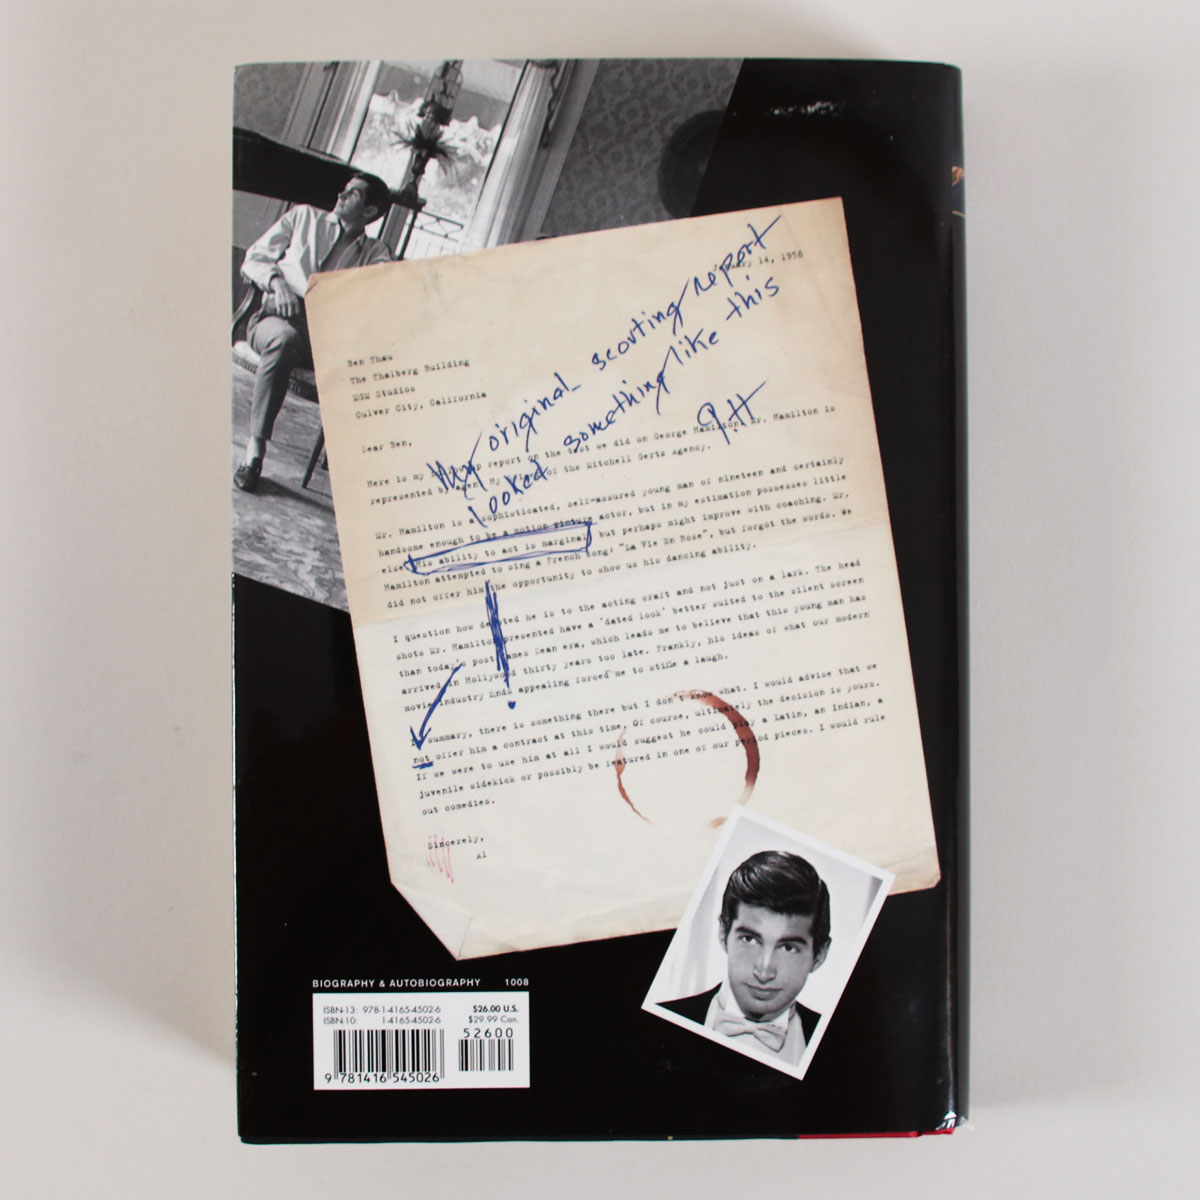 My original scouting report
looked something like this
G.H
14, 1958
Ben Thau
The Thalberg Building
MGM Studios
Culver City, California
Dear Ben,
Here is my report on the test we did on George Hamilton. Mr. Hamilton is
represented by agent Hy of the Mitchell Gertz Agency.
Mr. Hamilton is a sophisticated, self-assured young man of nineteen and certainly
handsome enough to be a motion picture actor, but in my estimation possesses little
else. His ability to act is marginal but perhaps might improve with coaching. Mr.
Hamilton attempted to sing a French song: "La Vie En Rose", but forgot the words. We
did not offer him the opportunity to show us his dancing ability.
I question how devoted he is to the acting craft and not just on a lark. The head
shots Mr. Hamilton presented have a 'dated look' better suited to the silent screen
than today's post James Dean era, which leads me to believe that this young man has
arrived in Hollywood thirty years too late. Frankly, his ideas of what our modern
movie industry finds appealing forced me to stifle a laugh.
summary, there is something there but I don't know what. I would advise that we
not offer him a contract at this time. Of course, ultimately the decision is yours.
If we were to use him at all I would suggest he could play a Latin, an Indian, a
juvenile sidekick or possibly be featured in one of our period pieces. I would rule
out comedies.
Sincerely,
Al
BIOGRAPHY & AUTOBIOGRAPHY 1008
ISBN-13: 978-1-4165-4502-6 $26.00 U.S.
ISBN-10: 1-4165-4502-6 $29.99 Can.
52600
9 781416 545026